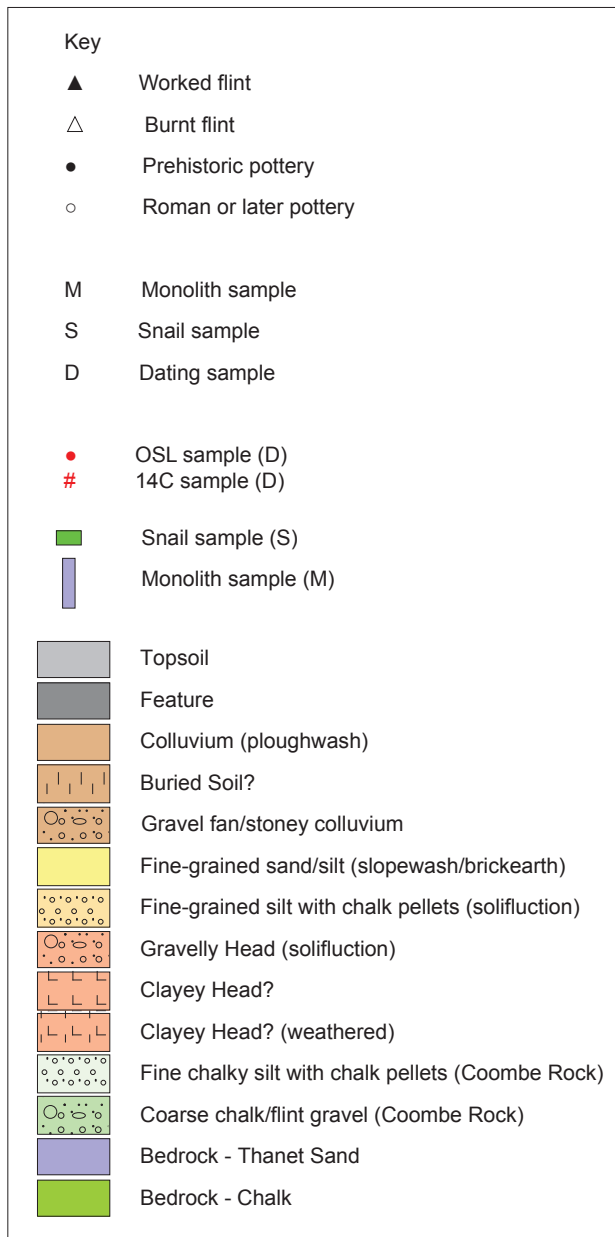 Key
▲ Worked flint
△ Burnt flint
● Prehistoric pottery
○ Roman or later pottery
M Monolith sample
S Snail sample
D Dating sample
● OSL sample (D)
# 14C sample (D)
Snail sample (S)
Monolith sample (M)
Topsoil
Feature
Colluvium (ploughwash)
Buried Soil?
Gravel fan/stoney colluvium
Fine-grained sand/silt (slopewash/brickearth)
Fine-grained silt with chalk pellets (solifluction)
Gravelly Head (solifluction)
Clayey Head?
Clayey Head? (weathered)
Fine chalky silt with chalk pellets (Coombe Rock)
Coarse chalk/flint gravel (Coombe Rock)
Bedrock - Thanet Sand
Bedrock - Chalk